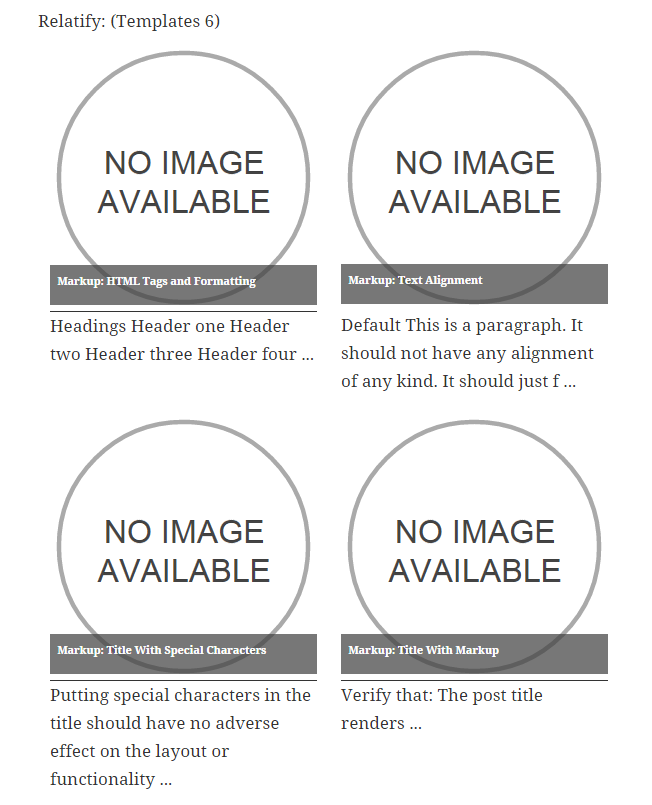 Relatify: (Templates 6)
NO IMAGE
AVAILABLE
Markup: HTML Tags and Formatting
Headings Header one Header
two Header three Header four ...
NO IMAGE
AVAILABLE
Markup: Text Alignment
Default This is a paragraph. It
should not have any alignment
of any kind. It should just f ...
NO IMAGE
AVAILABLE
Markup: Title With Special Characters
Putting special characters in the
title should have no adverse
effect on the layout or
functionality ...
NO IMAGE
AVAILABLE
Markup: Title With Markup
Verify that: The post title
renders ...